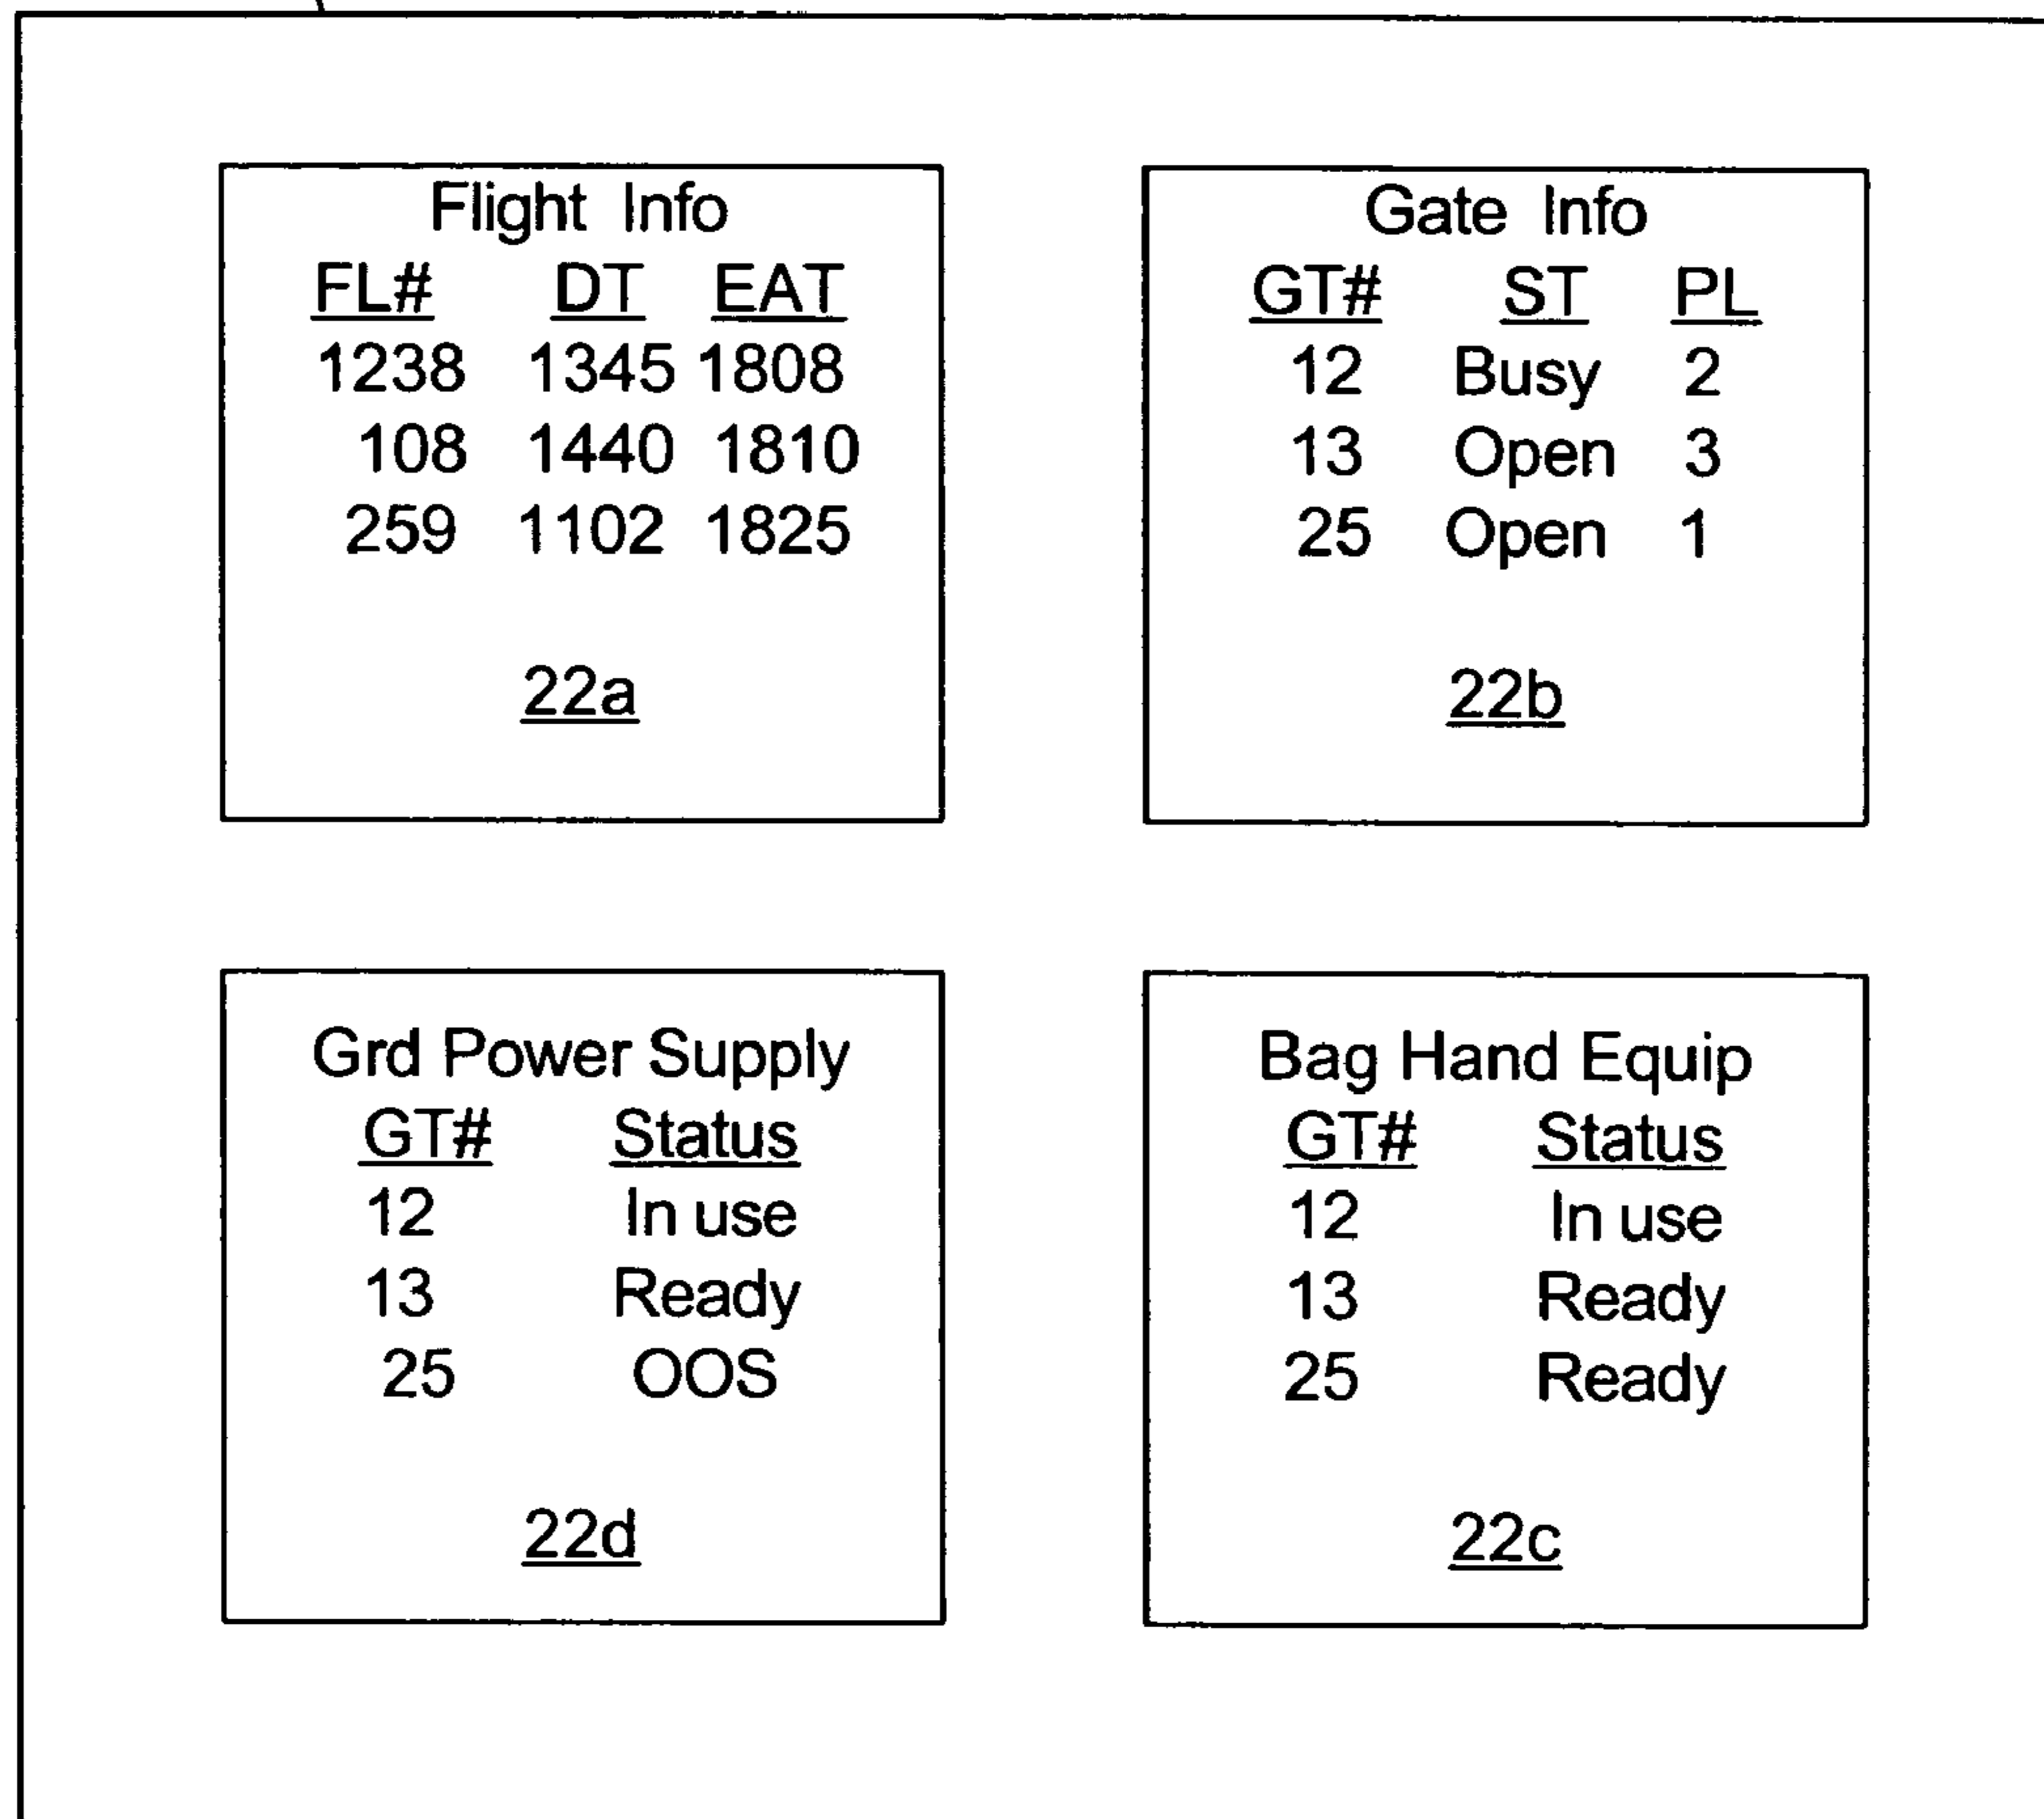 Flight Info
FL# DT EAT
1238 1345 1808
108 1440 1810
259 1102 1825
22a
Gate Info
GT# ST PL
12 Busy 2
13 Open 3
25 Open 1
22b
Grd Power Supply
GT# Status
12 In use
13 Ready
25 OOS
22d
Bag Hand Equip
GT# Status
12 In use
13 Ready
25 Ready
22c